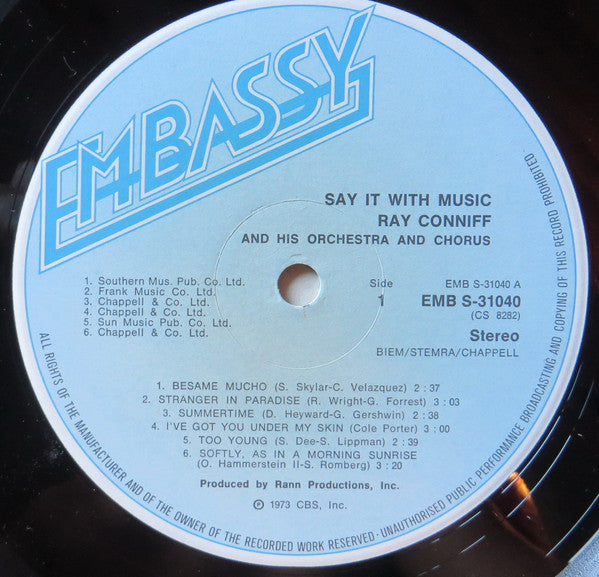 EMBASSY
SAY IT WITH MUSIC
RAY CONNIFF
AND HIS ORCHESTRA AND CHORUS
1. Southern Mus. Pub. Co. Ltd.
2. Frank Music Co. Ltd.
3. Chappell & Co. Ltd.
4. Chappell & Co. Ltd.
5. Sun Music Pub. Co. Ltd.
6. Chappell & Co. Ltd.
Side
1
EMB S-31040 A
EMB S-31040
(CS 8282)
Stereo
BIEM/STEMRA/CHAPPELL
1. BESAME MUCHO (S. Skylar-C. Velazquez) 2:37
2. STRANGER IN PARADISE (R. Wright-G. Forrest) 3:03
3. SUMMERTIME (D. Heyward-G. Gershwin) 2:38
4. I'VE GOT YOU UNDER MY SKIN (Cole Porter) 3:00
5. TOO YOUNG (S. Dee-S. Lippman) 2:39
6. SOFTLY, AS IN A MORNING SUNRISE
(O. Hammerstein II-S. Romberg) 3:20
Produced by Rann Productions, Inc.
℗ 1973 CBS, Inc.
ALL RIGHTS OF THE MANUFACTURER AND OF THE OWNER OF THE RECORDED WORK RESERVED - UNAUTHORISED PUBLIC PERFORMANCE BROADCASTING AND COPYING OF THIS RECORD PROHIBITED.